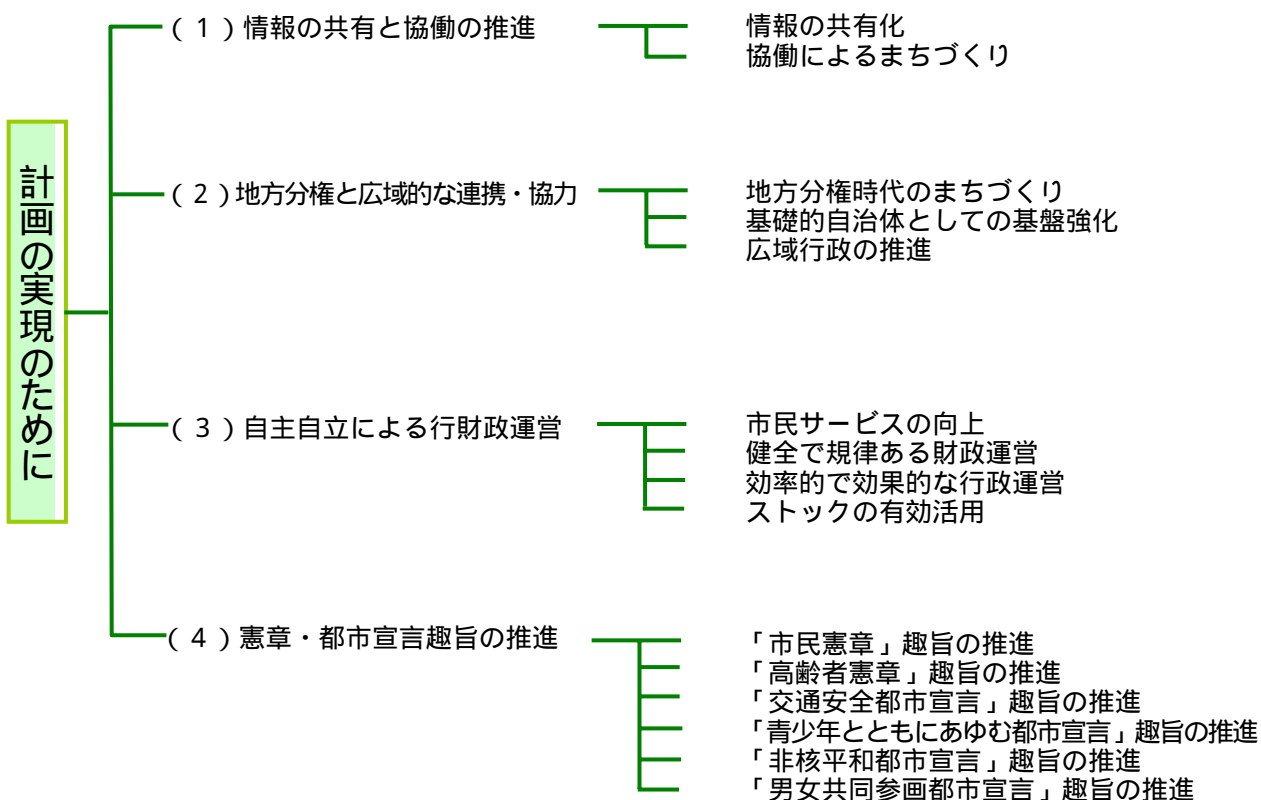 計画の実現のために
(1)情報の共有と協働の推進
情報の共有化
協働によるまちづくり
(2)地方分権と広域的な連携・協力
地方分権時代のまちづくり
基礎的自治体としての基盤強化
広域行政の推進
(3)自主自立による行財政運営
市民サービスの向上
健全で規律ある財政運営
効率的で効果的な行政運営
ストックの有効活用
(4)憲章・都市宣言趣旨の推進
「市民憲章」趣旨の推進
「高齢者憲章」趣旨の推進
「交通安全都市宣言」趣旨の推進
「青少年とともにあゆむ都市宣言」趣旨の推進
「非核平和都市宣言」趣旨の推進
「男女共同参画都市宣言」趣旨の推進